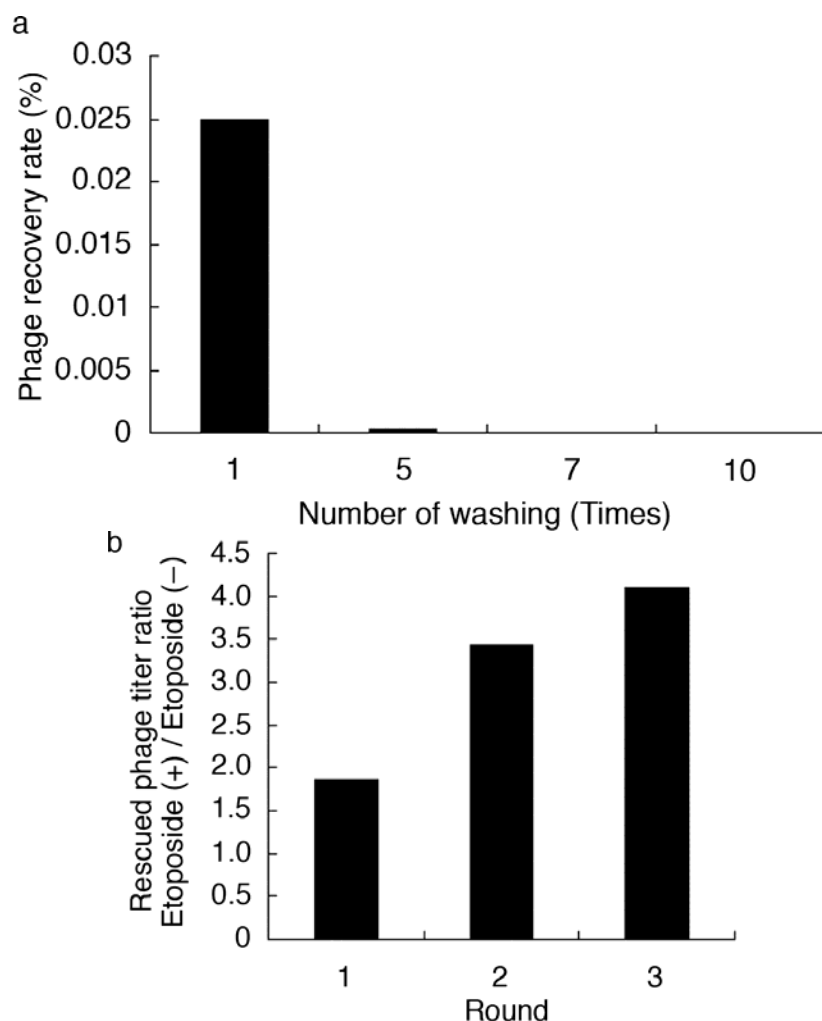 a
Phage recovery rate (%)
0.03
0.025
0.02
0.015
0.01
0.005
0
1 5 7 10
Number of washing (Times)
b
Rescued phage titer ratio
Etoposide (+) / Etoposide (−)
4.5
4.0
3.5
3.0
2.5
2.0
1.0
0.5
0
1 2 3
Round